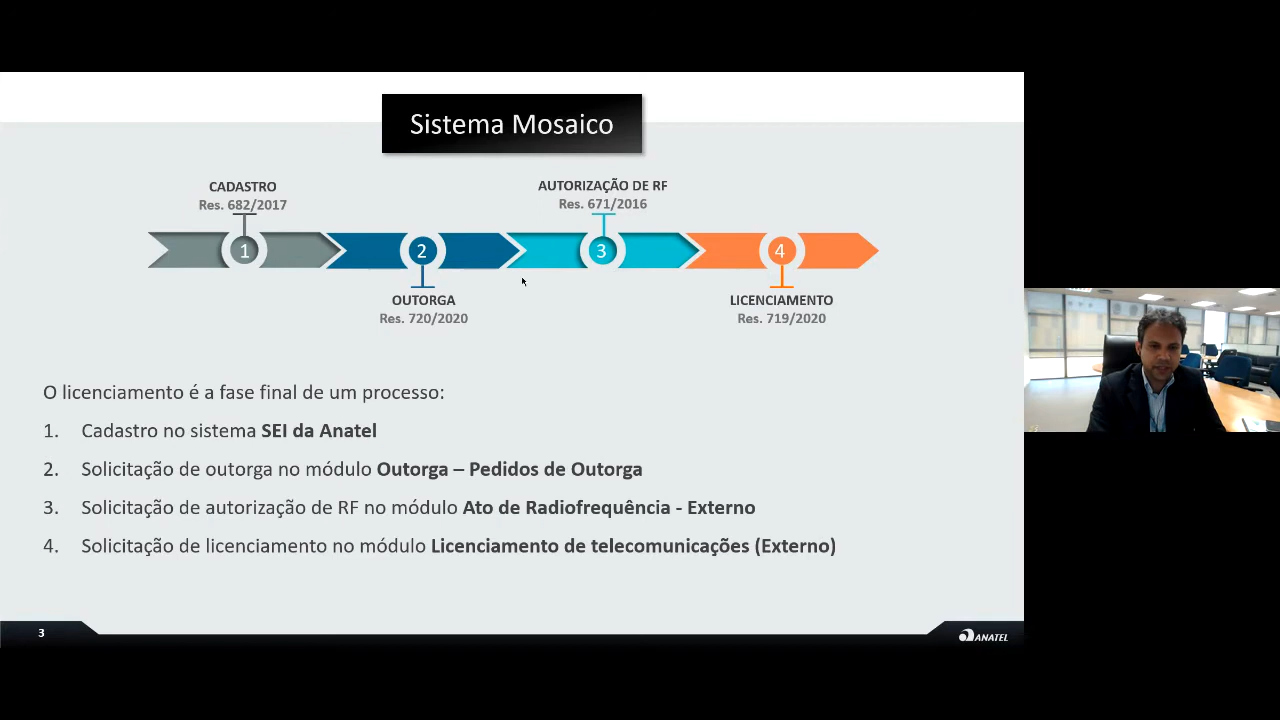 Sistema Mosaico
CADASTRO
Res. 682/2017
AUTORIZAÇÃO DE RF
Res. 671/2016
1
2
3
4
OUTORGA
Res. 720/2020
LICENCIAMENTO
Res. 719/2020
O licenciamento é a fase final de um processo:
1. Cadastro no sistema SEI da Anatel
2. Solicitação de outorga no módulo Outorga – Pedidos de Outorga
3. Solicitação de autorização de RF no módulo Ato de Radiofrequência - Externo
4. Solicitação de licenciamento no módulo Licenciamento de telecomunicações (Externo)
3
ANATEL